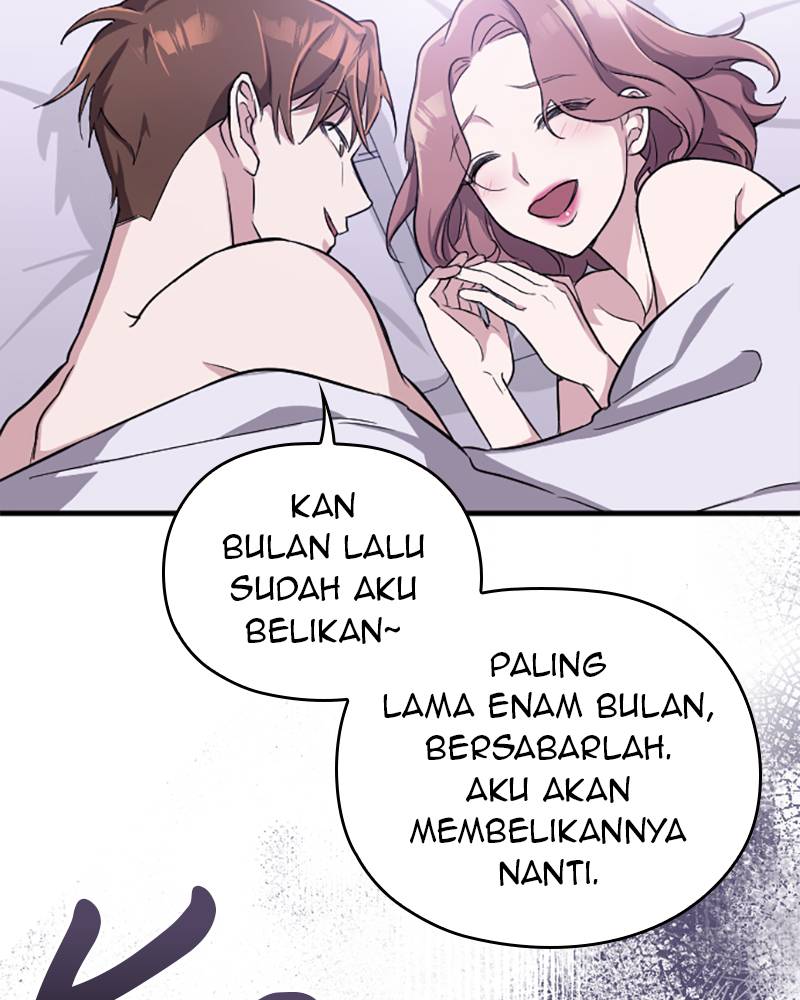 KAN
BULAN LALU
SUDAH AKU
BELIKAN~
PALING
LAMA ENAM BULAN,
BERSABARLAH.
AKU AKAN
MEMBELIKANNYA
NANTI.